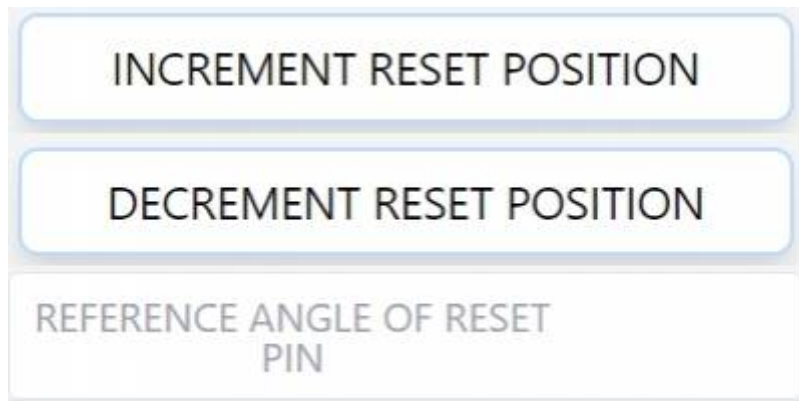 INCREMENT RESET POSITION
DECREMENT RESET POSITION
REFERENCE ANGLE OF RESET
PIN